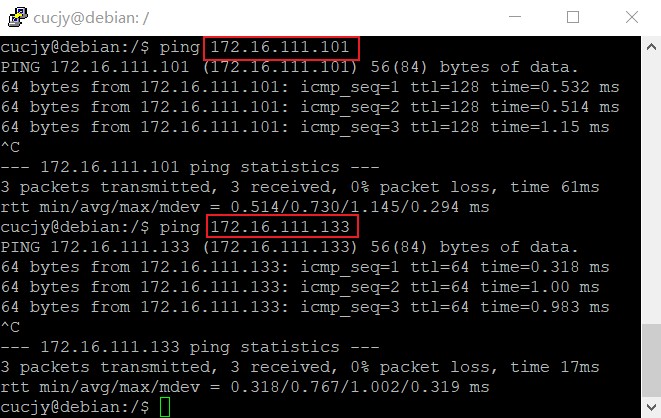 cucjy@debian: /
cucjy@debian:/$ ping 172.16.111.101
PING 172.16.111.101 (172.16.111.101) 56(84) bytes of data.
64 bytes from 172.16.111.101: icmp_seq=1 ttl=128 time=0.532 ms
64 bytes from 172.16.111.101: icmp_seq=2 ttl=128 time=0.514 ms
64 bytes from 172.16.111.101: icmp_seq=3 ttl=128 time=1.15 ms
^C
--- 172.16.111.101 ping statistics ---
3 packets transmitted, 3 received, 0% packet loss, time 61ms
rtt min/avg/max/mdev = 0.514/0.730/1.145/0.294 ms
cucjy@debian:/$ ping 172.16.111.133
PING 172.16.111.133 (172.16.111.133) 56(84) bytes of data.
64 bytes from 172.16.111.133: icmp_seq=1 ttl=64 time=0.318 ms
64 bytes from 172.16.111.133: icmp_seq=2 ttl=64 time=1.00 ms
64 bytes from 172.16.111.133: icmp_seq=3 ttl=64 time=0.983 ms
^C
--- 172.16.111.133 ping statistics ---
3 packets transmitted, 3 received, 0% packet loss, time 17ms
rtt min/avg/max/mdev = 0.318/0.767/1.002/0.319 ms
cucjy@debian:/$